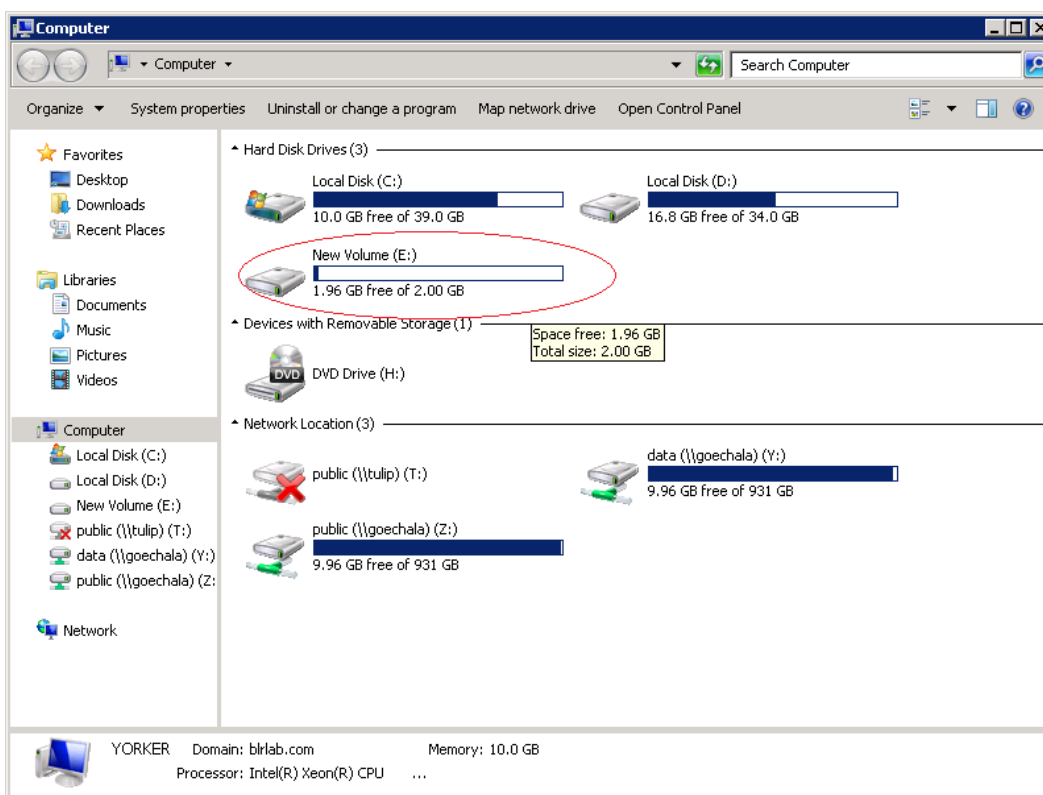 Computer
Computer
Search Computer
Organize
System properties
Uninstall or change a program
Map network drive
Open Control Panel
Favorites
Desktop
Downloads
Recent Places
Libraries
Documents
Music
Pictures
Videos
Computer
Local Disk (C:)
Local Disk (D:)
New Volume (E:)
public (\\tulip) (T:)
data (\\goechala) (Y:)
public (\\goechala) (Z:
Network
Hard Disk Drives (3)
Local Disk (C:)
10.0 GB free of 39.0 GB
Local Disk (D:)
16.8 GB free of 34.0 GB
New Volume (E:)
1.96 GB free of 2.00 GB
Devices with Removable Storage (1)
Space free: 1.96 GB
Total size: 2.00 GB
DVD
DVD Drive (H:)
Network Location (3)
public (\\tulip) (T:)
data (\\goechala) (Y:)
9.96 GB free of 931 GB
public (\\goechala) (Z:)
9.96 GB free of 931 GB
YORKER
Domain: blrlab.com
Memory: 10.0 GB
Processor: Intel(R) Xeon(R) CPU ...